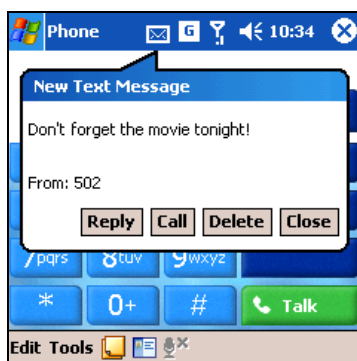 Phone G 10:34
New Text Message
Don't forget the movie tonight!
From: 502
Reply Call Delete Close
7pqrs 8tuv 9wxyz
* 0+ # Talk
Edit Tools